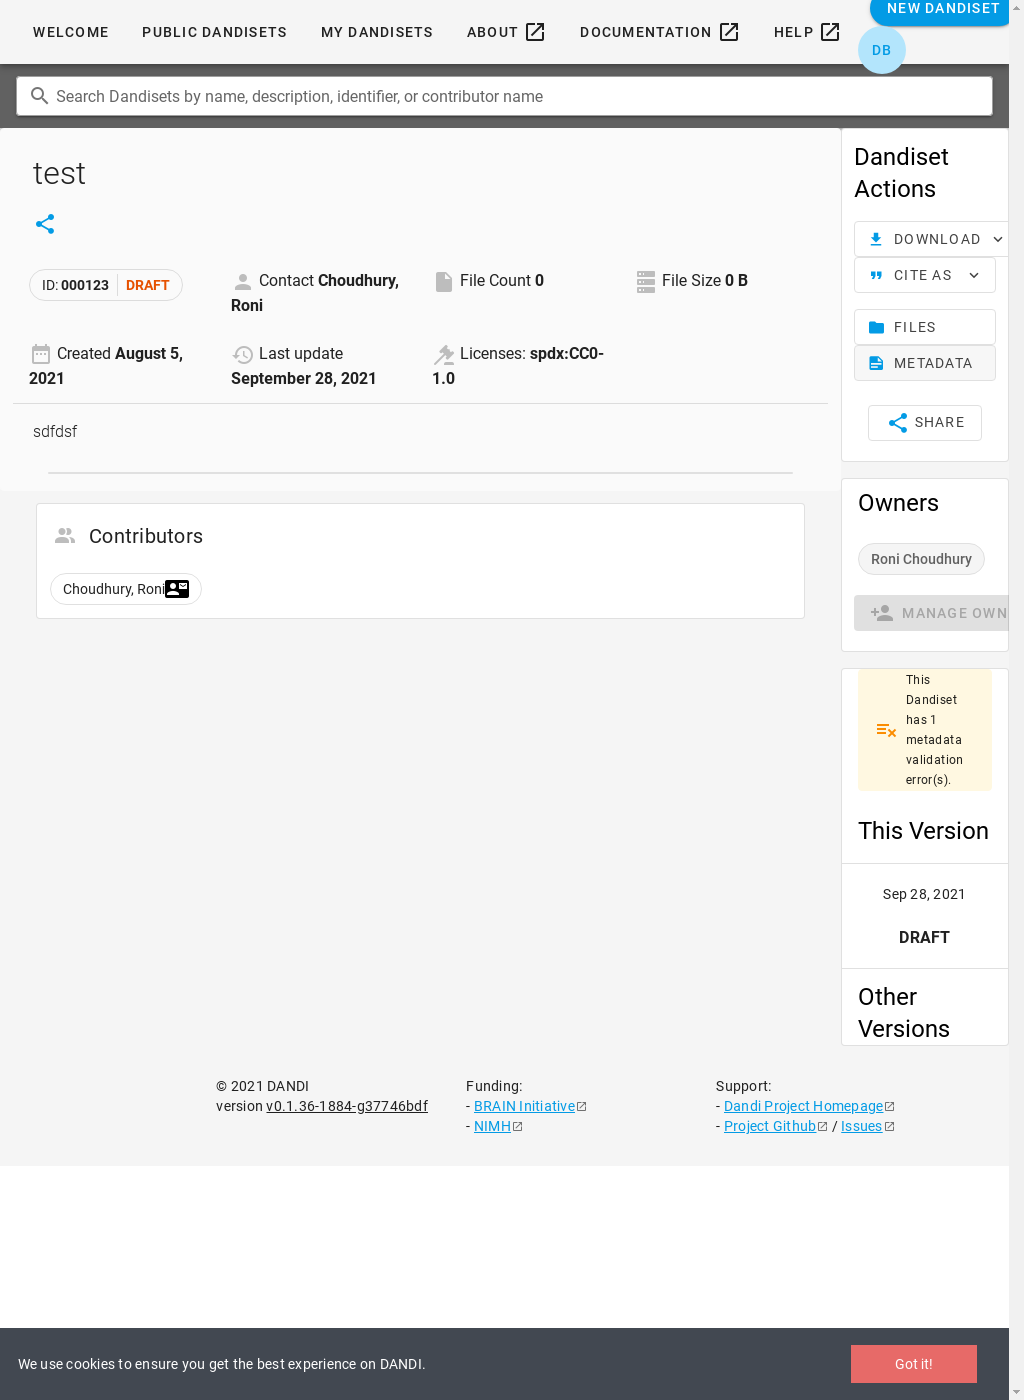 WELCOME
PUBLIC DANDISETS
MY DANDISETS
ABOUT
DOCUMENTATION
HELP
NEW DANDISET
DB
Search Dandisets by name, description, identifier, or contributor name
test
ID: 000123 DRAFT
Contact Choudhury,
Roni
File Count 0
File Size 0 B
Created August 5,
2021
Last update
September 28, 2021
Licenses: spdx:CC0-
1.0
sdfdsf
Contributors
Choudhury, Roni
Dandiset
Actions
DOWNLOAD
CITE AS
FILES
METADATA
SHARE
Owners
Roni Choudhury
MANAGE OWN
This
Dandiset
has 1
metadata
validation
error(s).
This Version
Sep 28, 2021
DRAFT
Other
Versions
© 2021 DANDI
version v0.1.36-1884-g37746bdf
Funding:
- BRAIN Initiative
- NIMH
Support:
- Dandi Project Homepage
- Project Github / Issues
We use cookies to ensure you get the best experience on DANDI.
Got it!